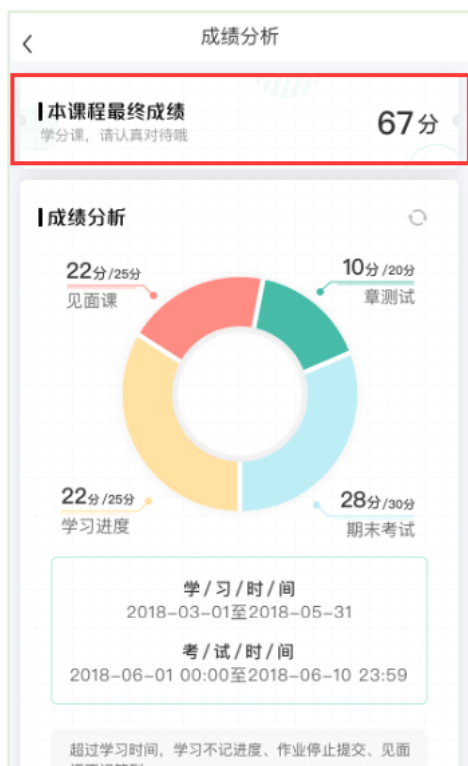 成绩分析
本课程最终成绩
67分
学分课，请认真对待哦
成绩分析
22分/25分
见面课
10分/20分
章测试
22分/25分
学习进度
28分/30分
期末考试
学/习/时/间
2018-03-01至2018-05-31
考/试/时/间
2018-06-01 00:00至2018-06-10 23:59
超过学习时间，学习不记进度、作业停止提交、见面